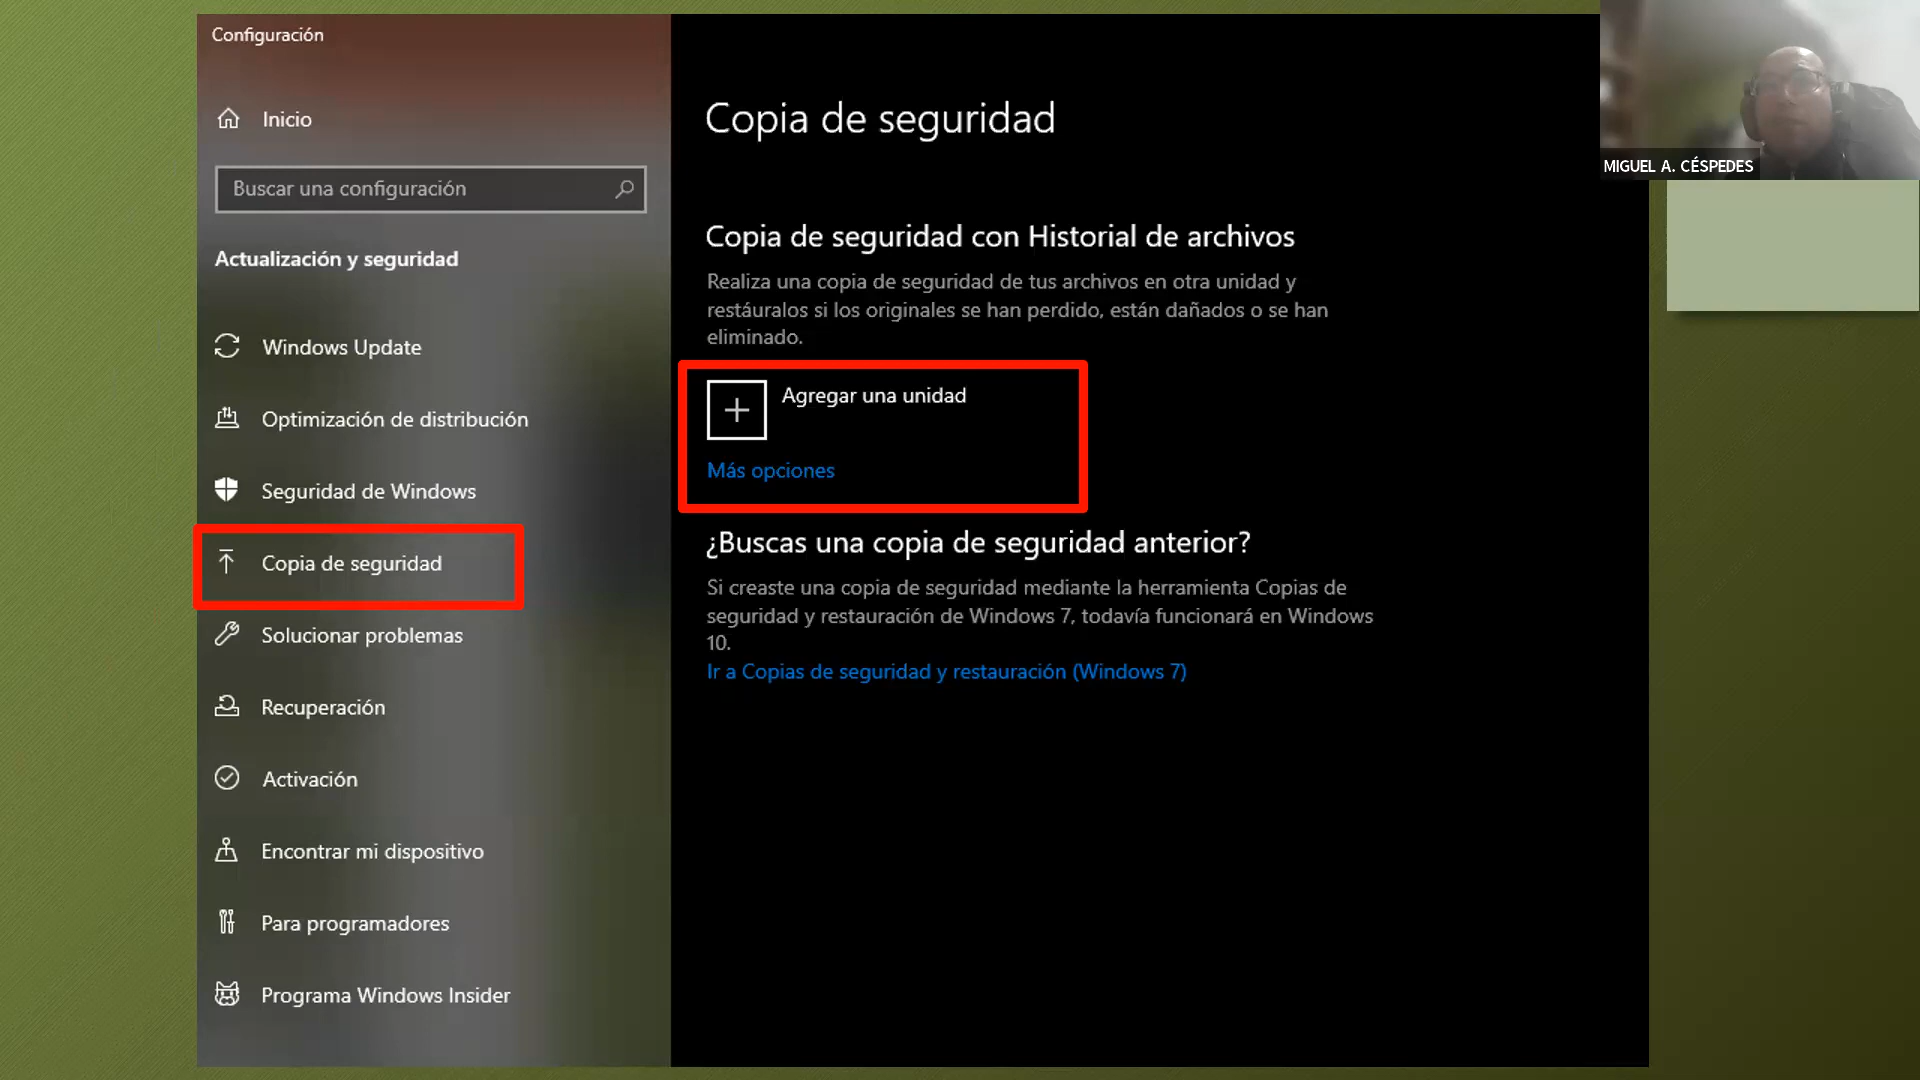 Configuración
Inicio
Buscar una configuración
Actualización y seguridad
Windows Update
Optimización de distribución
Seguridad de Windows
Copia de seguridad
Solucionar problemas
Recuperación
Activación
Encontrar mi dispositivo
Para programadores
Programa Windows Insider
Copia de seguridad
Copia de seguridad con Historial de archivos
Realiza una copia de seguridad de tus archivos en otra unidad y
restáuralos si los originales se han perdido, están dañados o se han
eliminado.
Agregar una unidad
Más opciones
¿Buscas una copia de seguridad anterior?
Si creaste una copia de seguridad mediante la herramienta Copias de
seguridad y restauración de Windows 7, todavía funcionará en Windows
10.
Ir a Copias de seguridad y restauración (Windows 7)
MIGUEL A. CÉSPEDES